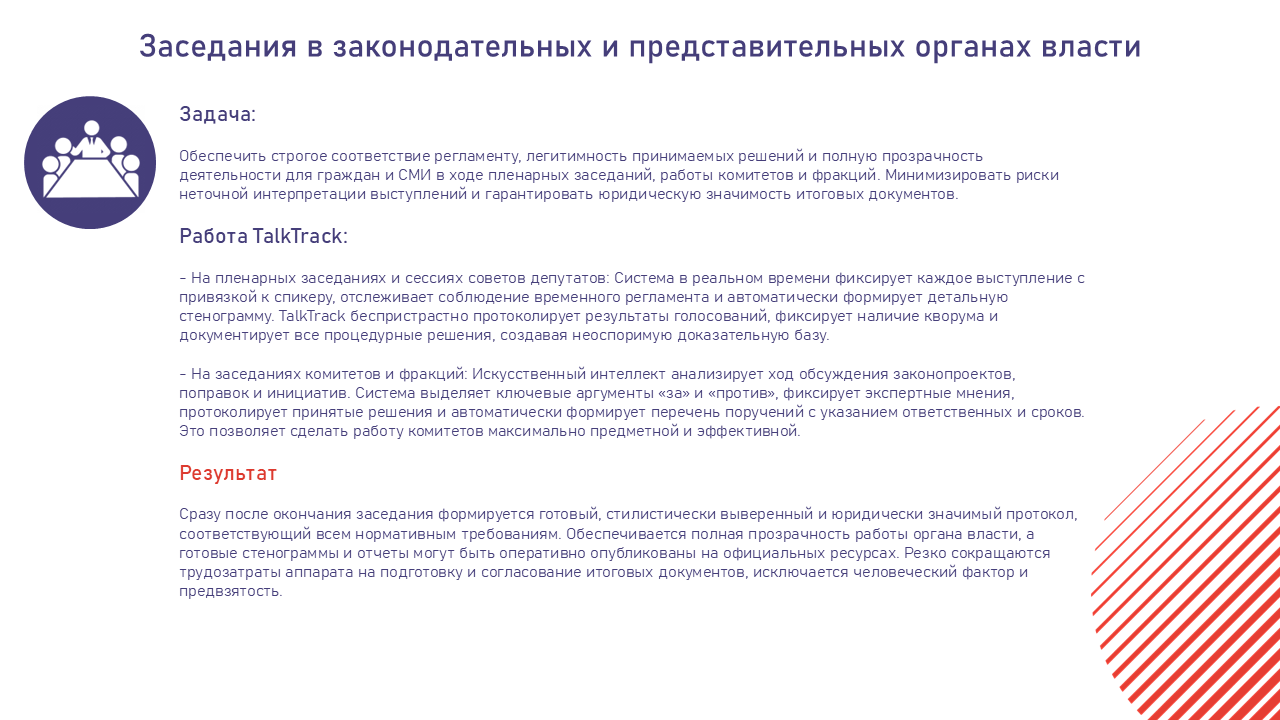 Заседания в законодательных и представительных органах власти
Задача:
Обеспечить строгое соответствие регламенту, легитимность принимаемых решений и полную прозрачность
деятельности для граждан и СМИ в ходе пленарных заседаний, работы комитетов и фракций. Минимизировать риски
неточной интерпретации выступлений и гарантировать юридическую значимость итоговых документов.
Работа TalkTrack:
– На пленарных заседаниях и сессиях советов депутатов: Система в реальном времени фиксирует каждое выступление с
привязкой к спикеру, отслеживает соблюдение временного регламента и автоматически формирует детальную
стенограмму. TalkTrack беспристрастно протоколирует результаты голосований, фиксирует наличие кворума и
документирует все процедурные решения, создавая неоспоримую доказательную базу.
– На заседаниях комитетов и фракций: Искусственный интеллект анализирует ход обсуждения законопроектов,
поправок и инициатив. Система выделяет ключевые аргументы «за» и «против», фиксирует экспертные мнения,
протоколирует принятые решения и автоматически формирует перечень поручений с указанием ответственных и сроков.
Это позволяет сделать работу комитетов максимально предметной и эффективной.
Результат
Сразу после окончания заседания формируется готовый, стилистически выверенный и юридически значимый протокол,
соответствующий всем нормативным требованиям. Обеспечивается полная прозрачность работы органа власти, а
готовые стенограммы и отчеты могут быть оперативно опубликованы на официальных ресурсах. Резко сокращаются
трудозатраты аппарата на подготовку и согласование итоговых документов, исключается человеческий фактор и
предвзятость.